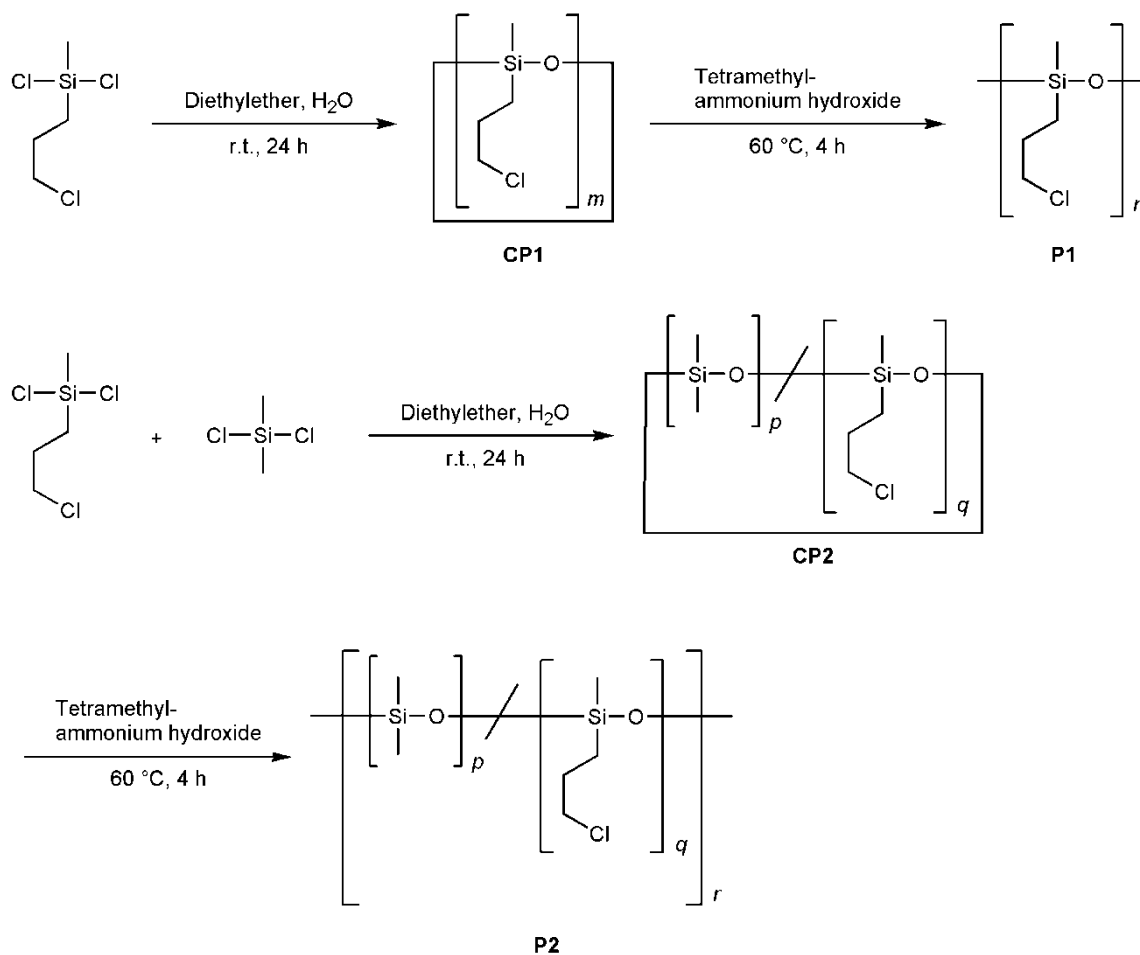 Cl Si Cl
Cl
Diethylether, H₂O
r.t., 24 h
Si O
Cl
m
CP1
Tetramethyl-
ammonium hydroxide
60 °C, 4 h
Si O
Cl
r
P1
Cl Si Cl
Cl
+
Cl Si Cl
Diethylether, H₂O
r.t., 24 h
Si O
p
Si O
Cl
q
CP2
Tetramethyl-
ammonium hydroxide
60 °C, 4 h
Si O
p
Si O
Cl
q
r
P2